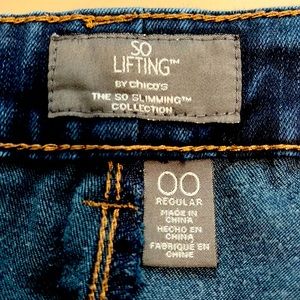 SO
LIFTING™
BY chico's
THE SO SLIMMING™
COLLECTION
00
REGULAR
MADE IN
CHINA
HECHO EN
CHINA
FABRIQUÉ EN
CHINE